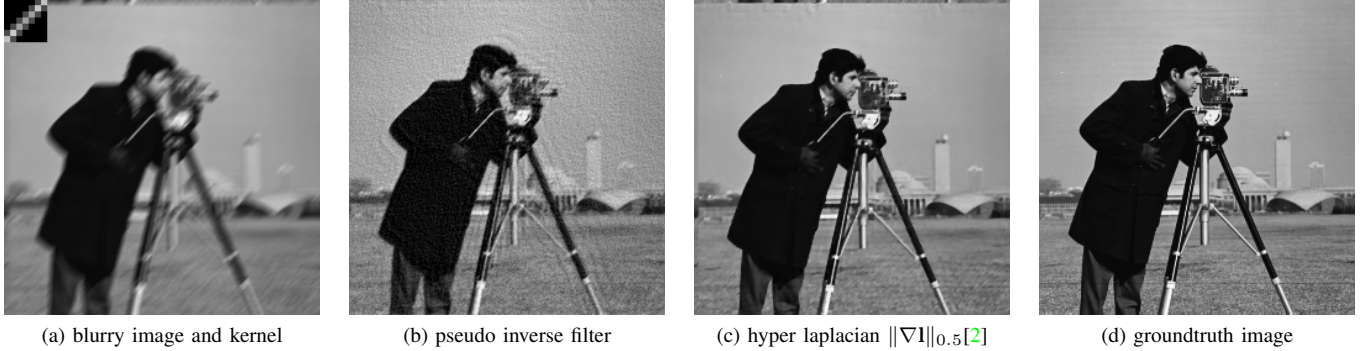 (a) blurry image and kernel
(b) pseudo inverse filter
(c) hyper laplacian ‖∇l‖₀.₅[2]
(d) groundtruth image